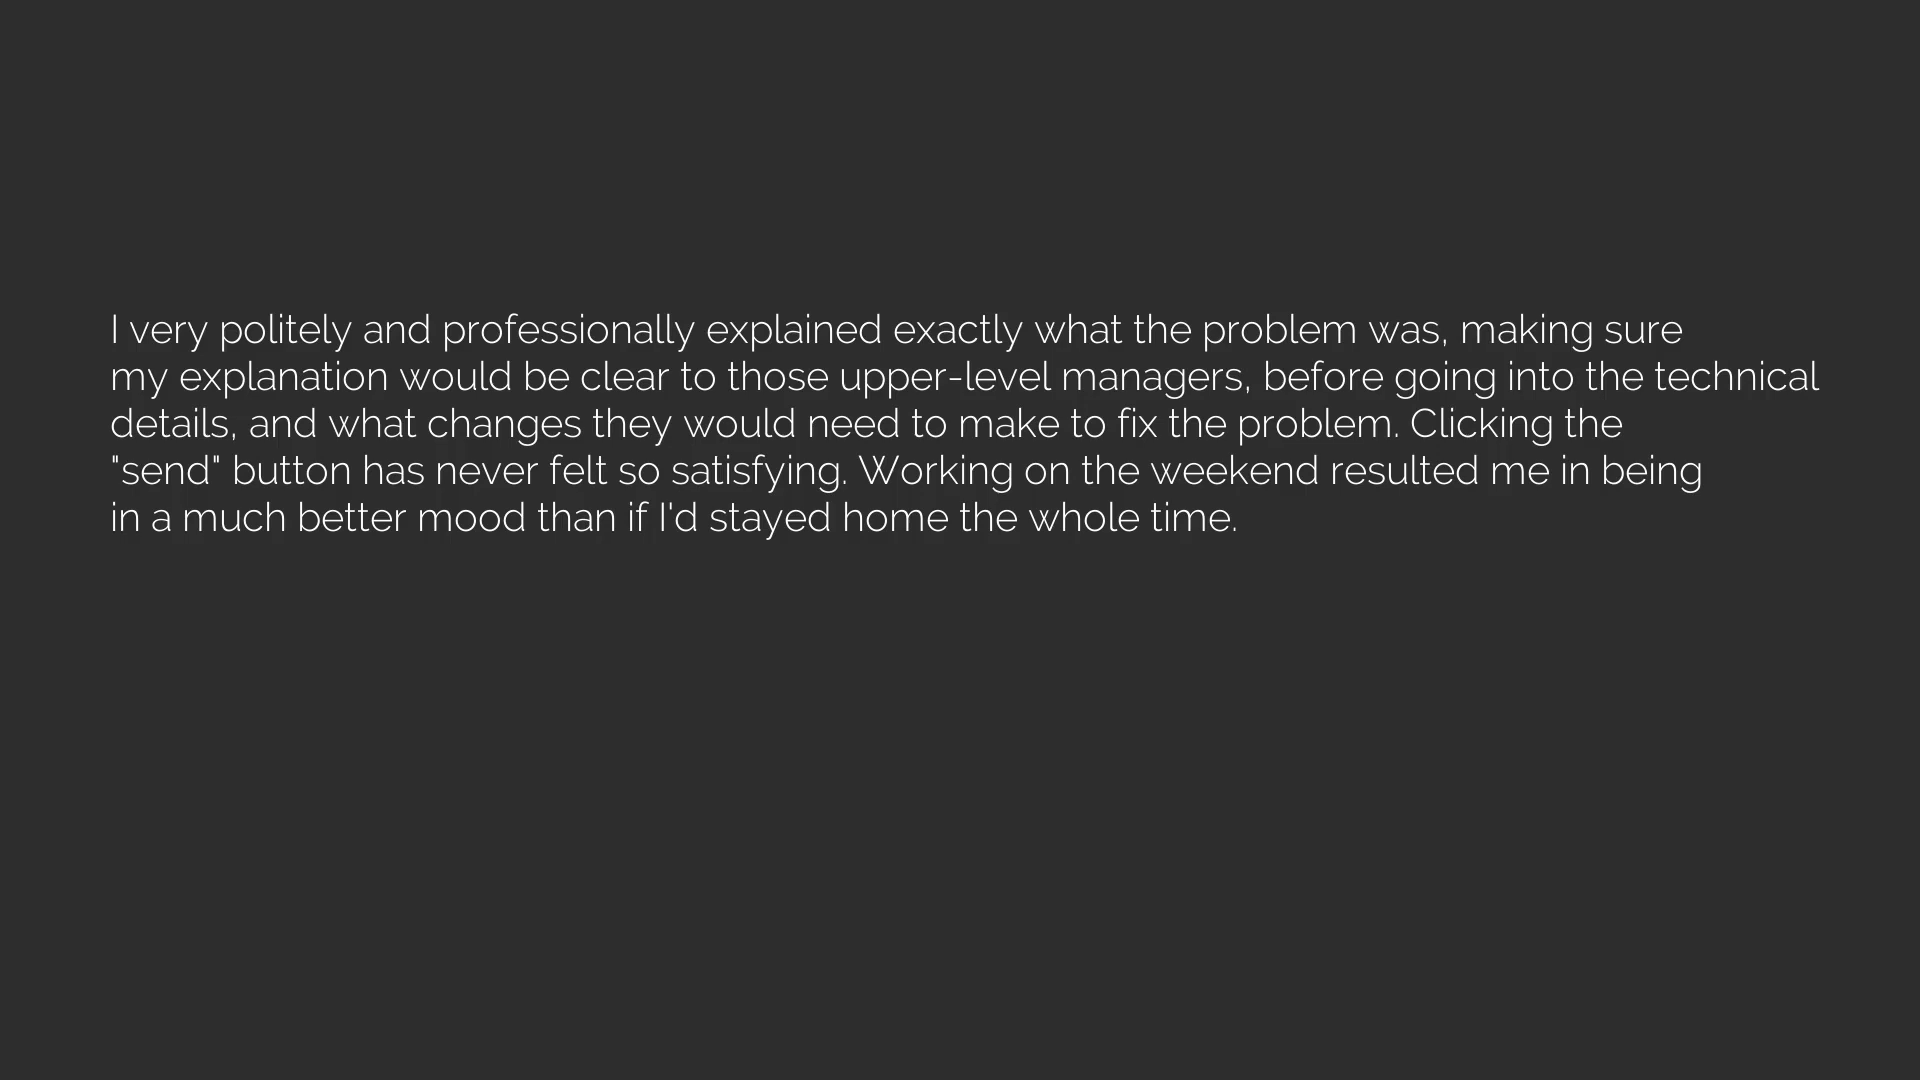 I very politely and professionally explained exactly what the problem was, making sure
my explanation would be clear to those upper-level managers, before going into the technical
details, and what changes they would need to make to fix the problem. Clicking the
"send" button has never felt so satisfying. Working on the weekend resulted me in being
in a much better mood than if I'd stayed home the whole time.